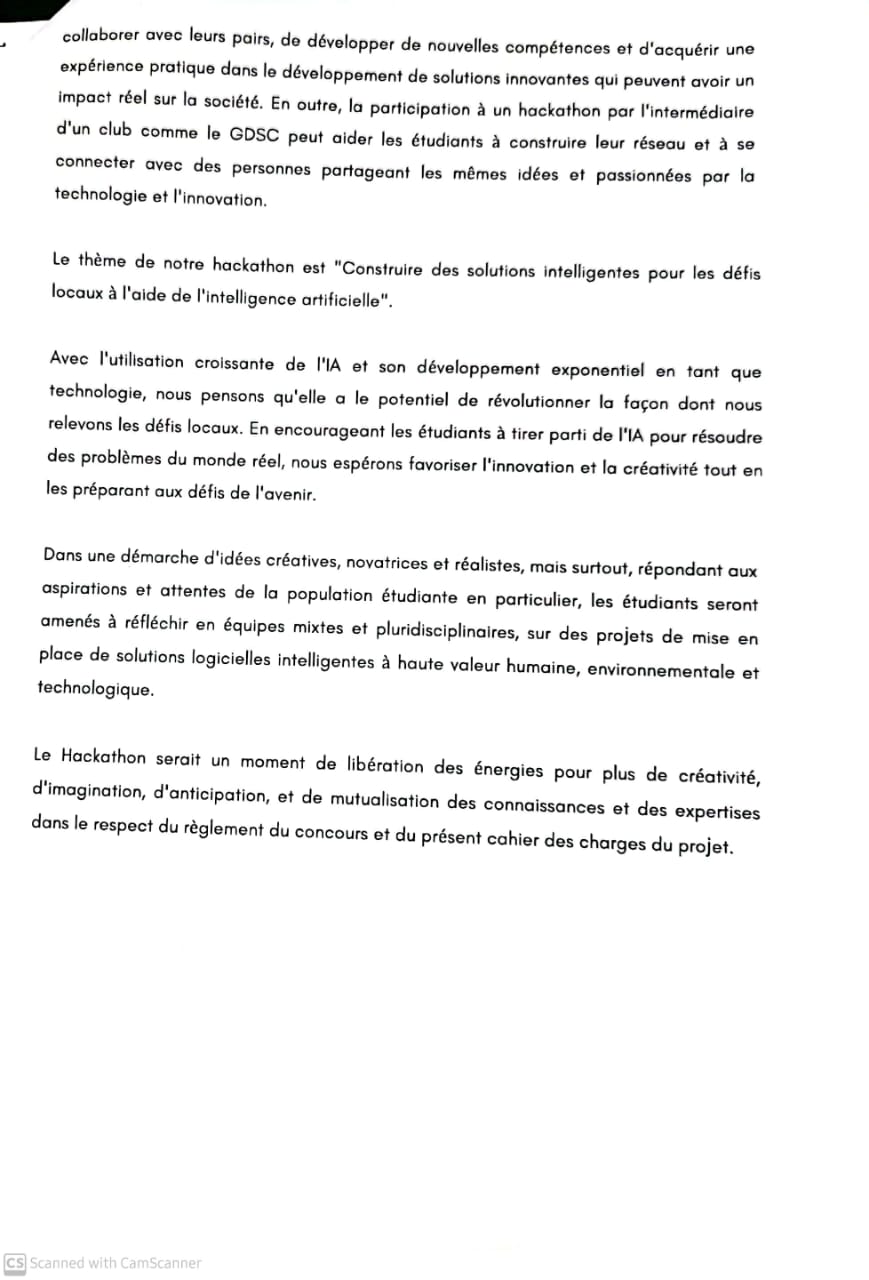 collaborer avec leurs pairs, de développer de nouvelles compétences et d'acquérir une
expérience pratique dans le développement de solutions innovantes qui peuvent avoir un
impact réel sur la société. En outre, la participation à un hackathon par l'intermédiaire
d'un club comme le GDSC peut aider les étudiants à construire leur réseau et à se
connecter avec des personnes partageant les mêmes idées et passionnées par la
technologie et l'innovation.
Le thème de notre hackathon est "Construire des solutions intelligentes pour les défis
locaux à l'aide de l'intelligence artificielle".
Avec l'utilisation croissante de l'IA et son développement exponentiel en tant que
technologie, nous pensons qu'elle a le potentiel de révolutionner la façon dont nous
relevons les défis locaux. En encourageant les étudiants à tirer parti de l'IA pour résoudre
des problèmes du monde réel, nous espérons favoriser l'innovation et la créativité tout en
les préparant aux défis de l'avenir.
Dans une démarche d'idées créatives, novatrices et réalistes, mais surtout, répondant aux
aspirations et attentes de la population étudiante en particulier, les étudiants seront
amenés à réfléchir en équipes mixtes et pluridisciplinaires, sur des projets de mise en
place de solutions logicielles intelligentes à haute valeur humaine, environnementale et
technologique.
Le Hackathon serait un moment de libération des énergies pour plus de créativité,
d'imagination, d'anticipation, et de mutualisation des connaissances et des expertises
dans le respect du règlement du concours et du présent cahier des charges du projet.
CS Scanned with CamScanner